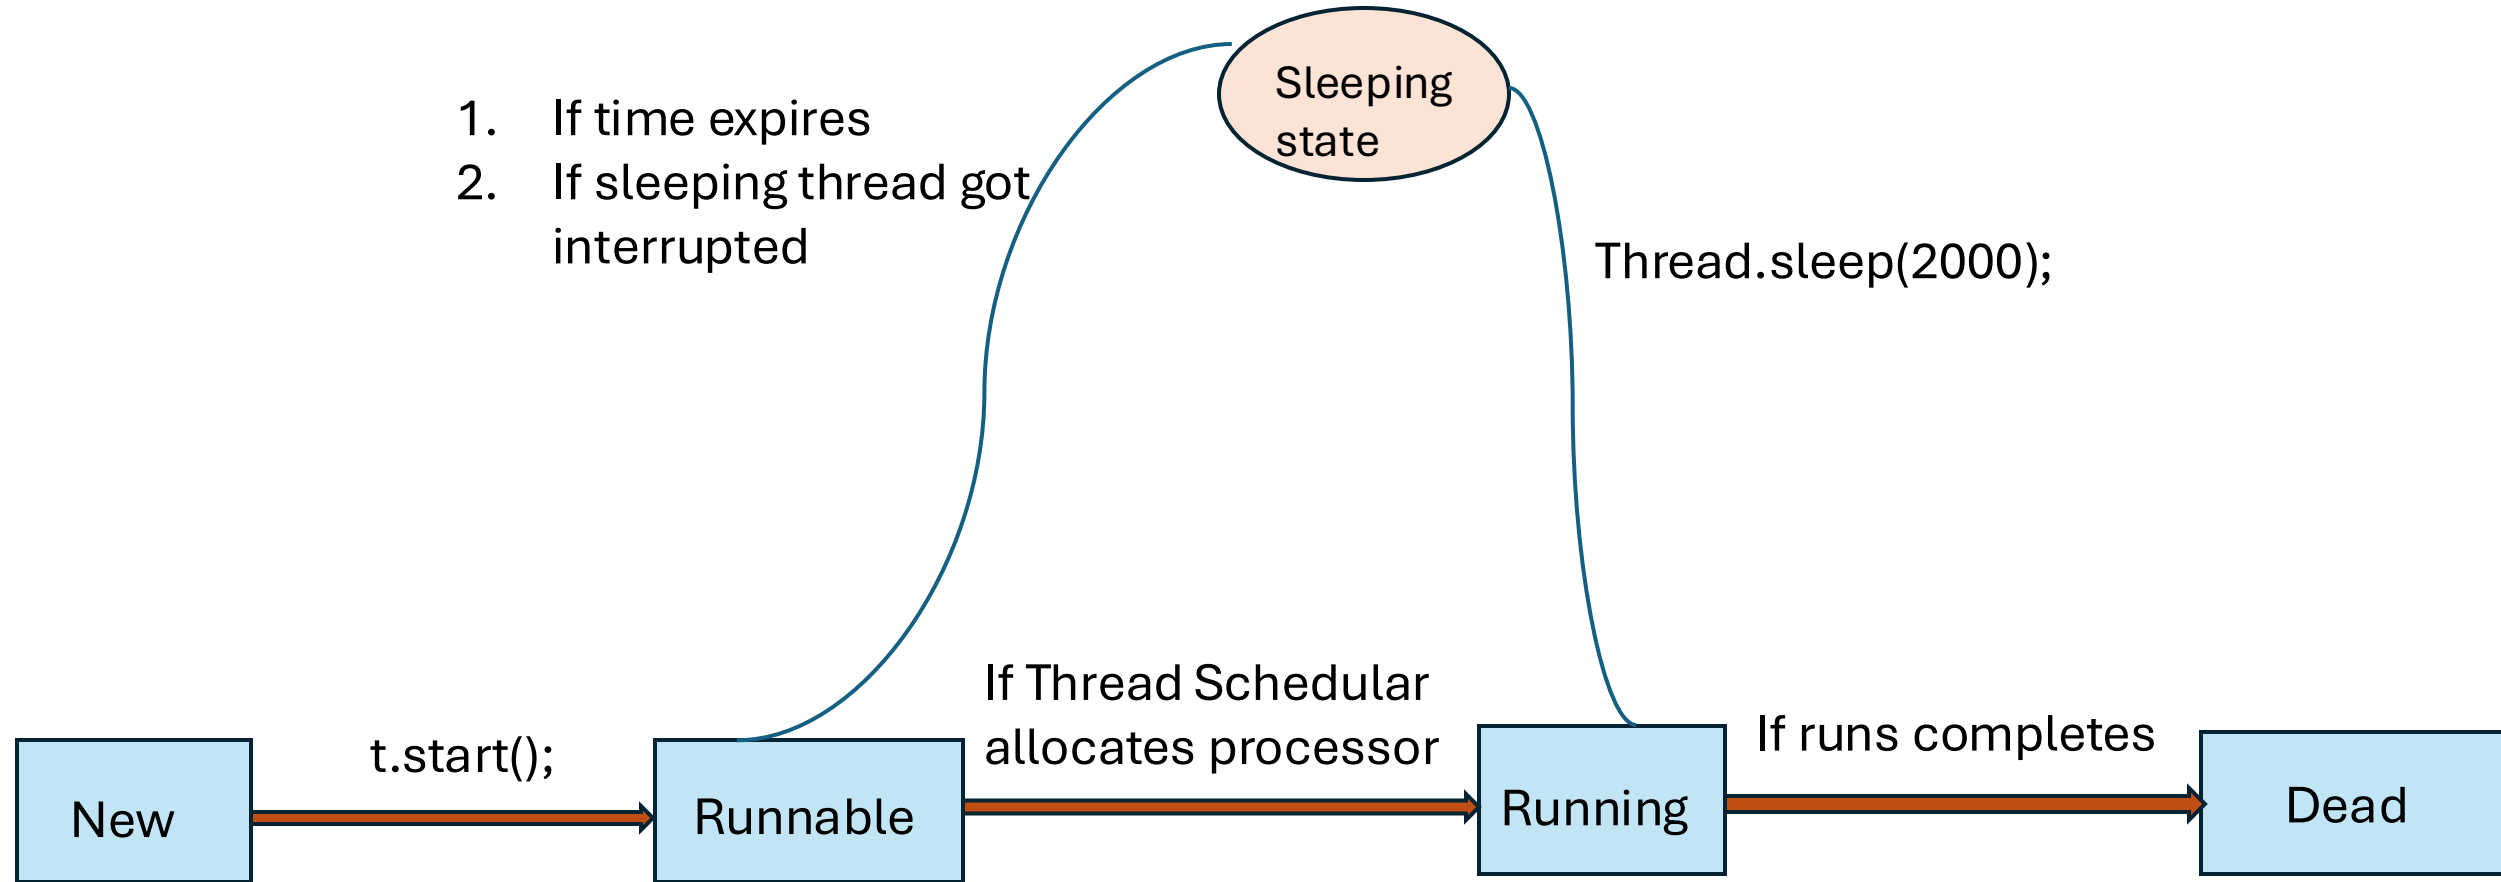 Sleeping
state
1. If time expires
2. If sleeping thread got
interrupted
Thread.sleep(2000);
If Thread Schedular
allocates processor
t.start();
If runs completes
New
Runnable
Running
Dead